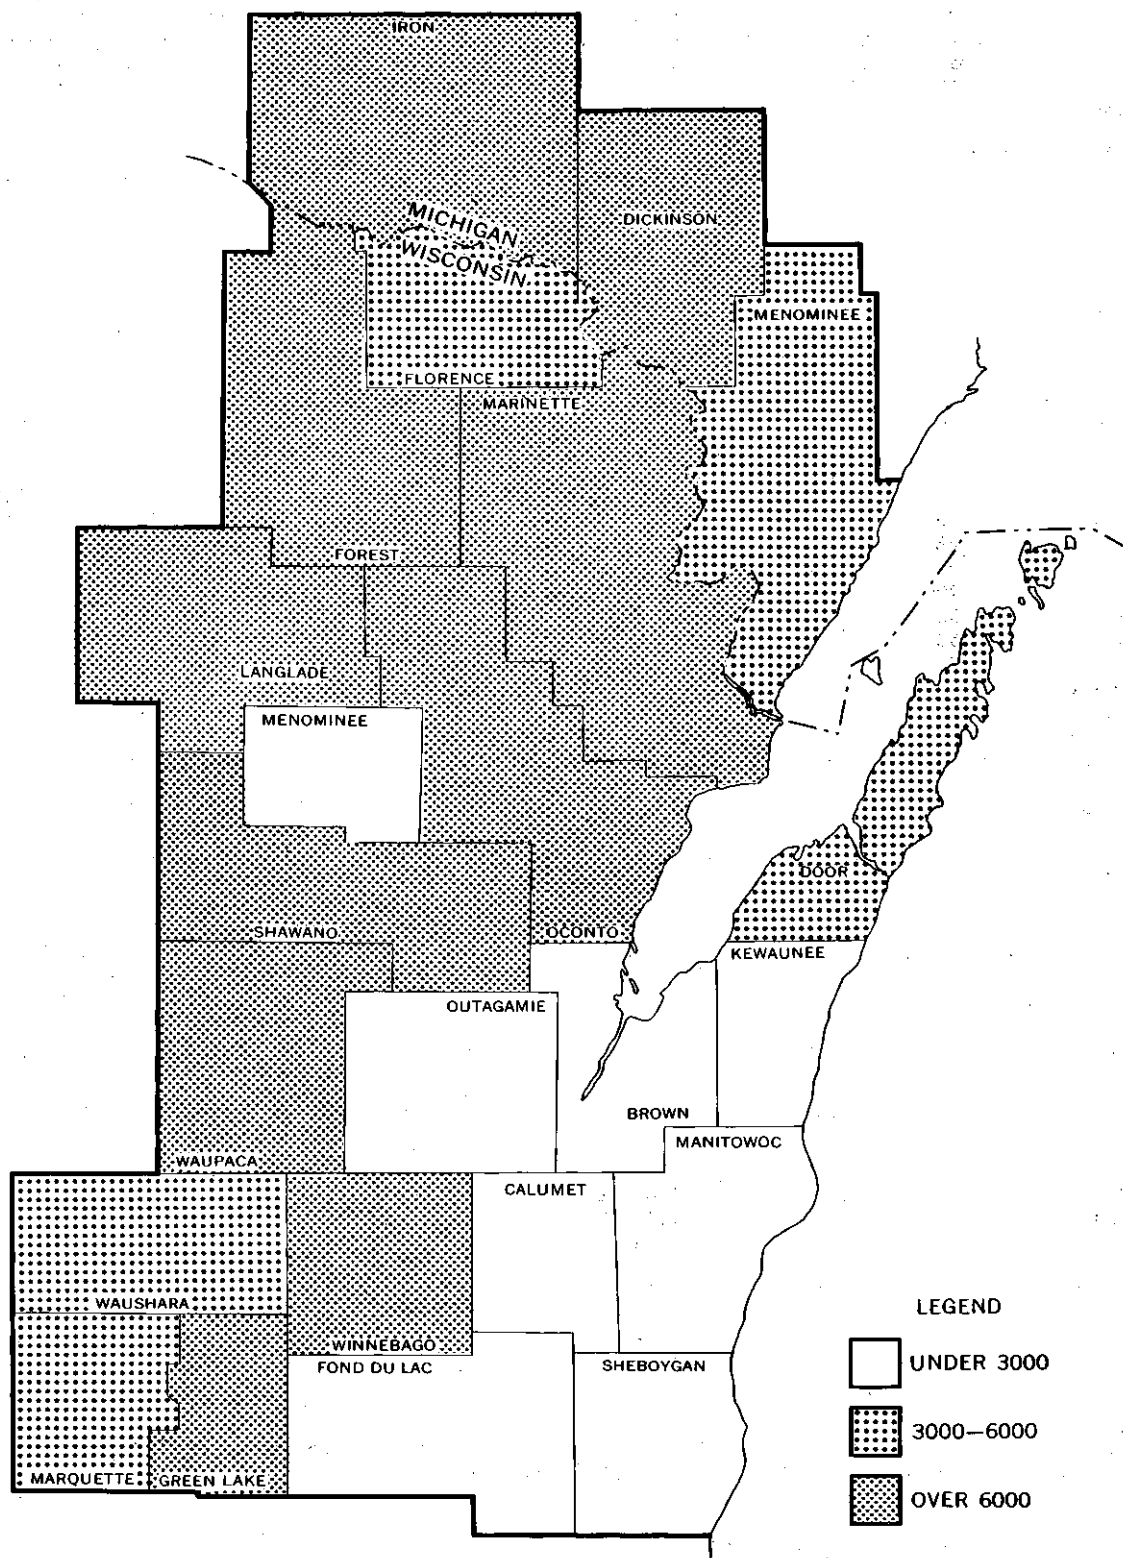 IRON
MICHIGAN
WISCONSIN
DICKINSON
MENOMINEE
FLORENCE
MARINETTE
FOREST
LANGLADE
MENOMINEE
DOOR
SHAWANO
OCONTO
KEWAUNEE
OUTAGAMIE
BROWN
MANITOWOC
WAUPACA
CALUMET
WAUSHARA
WINNEBAGO
FOND DU LAC
SHEBOYGAN
MARQUETTE
GREEN LAKE
LEGEND
UNDER 3000
3000—6000
OVER 6000